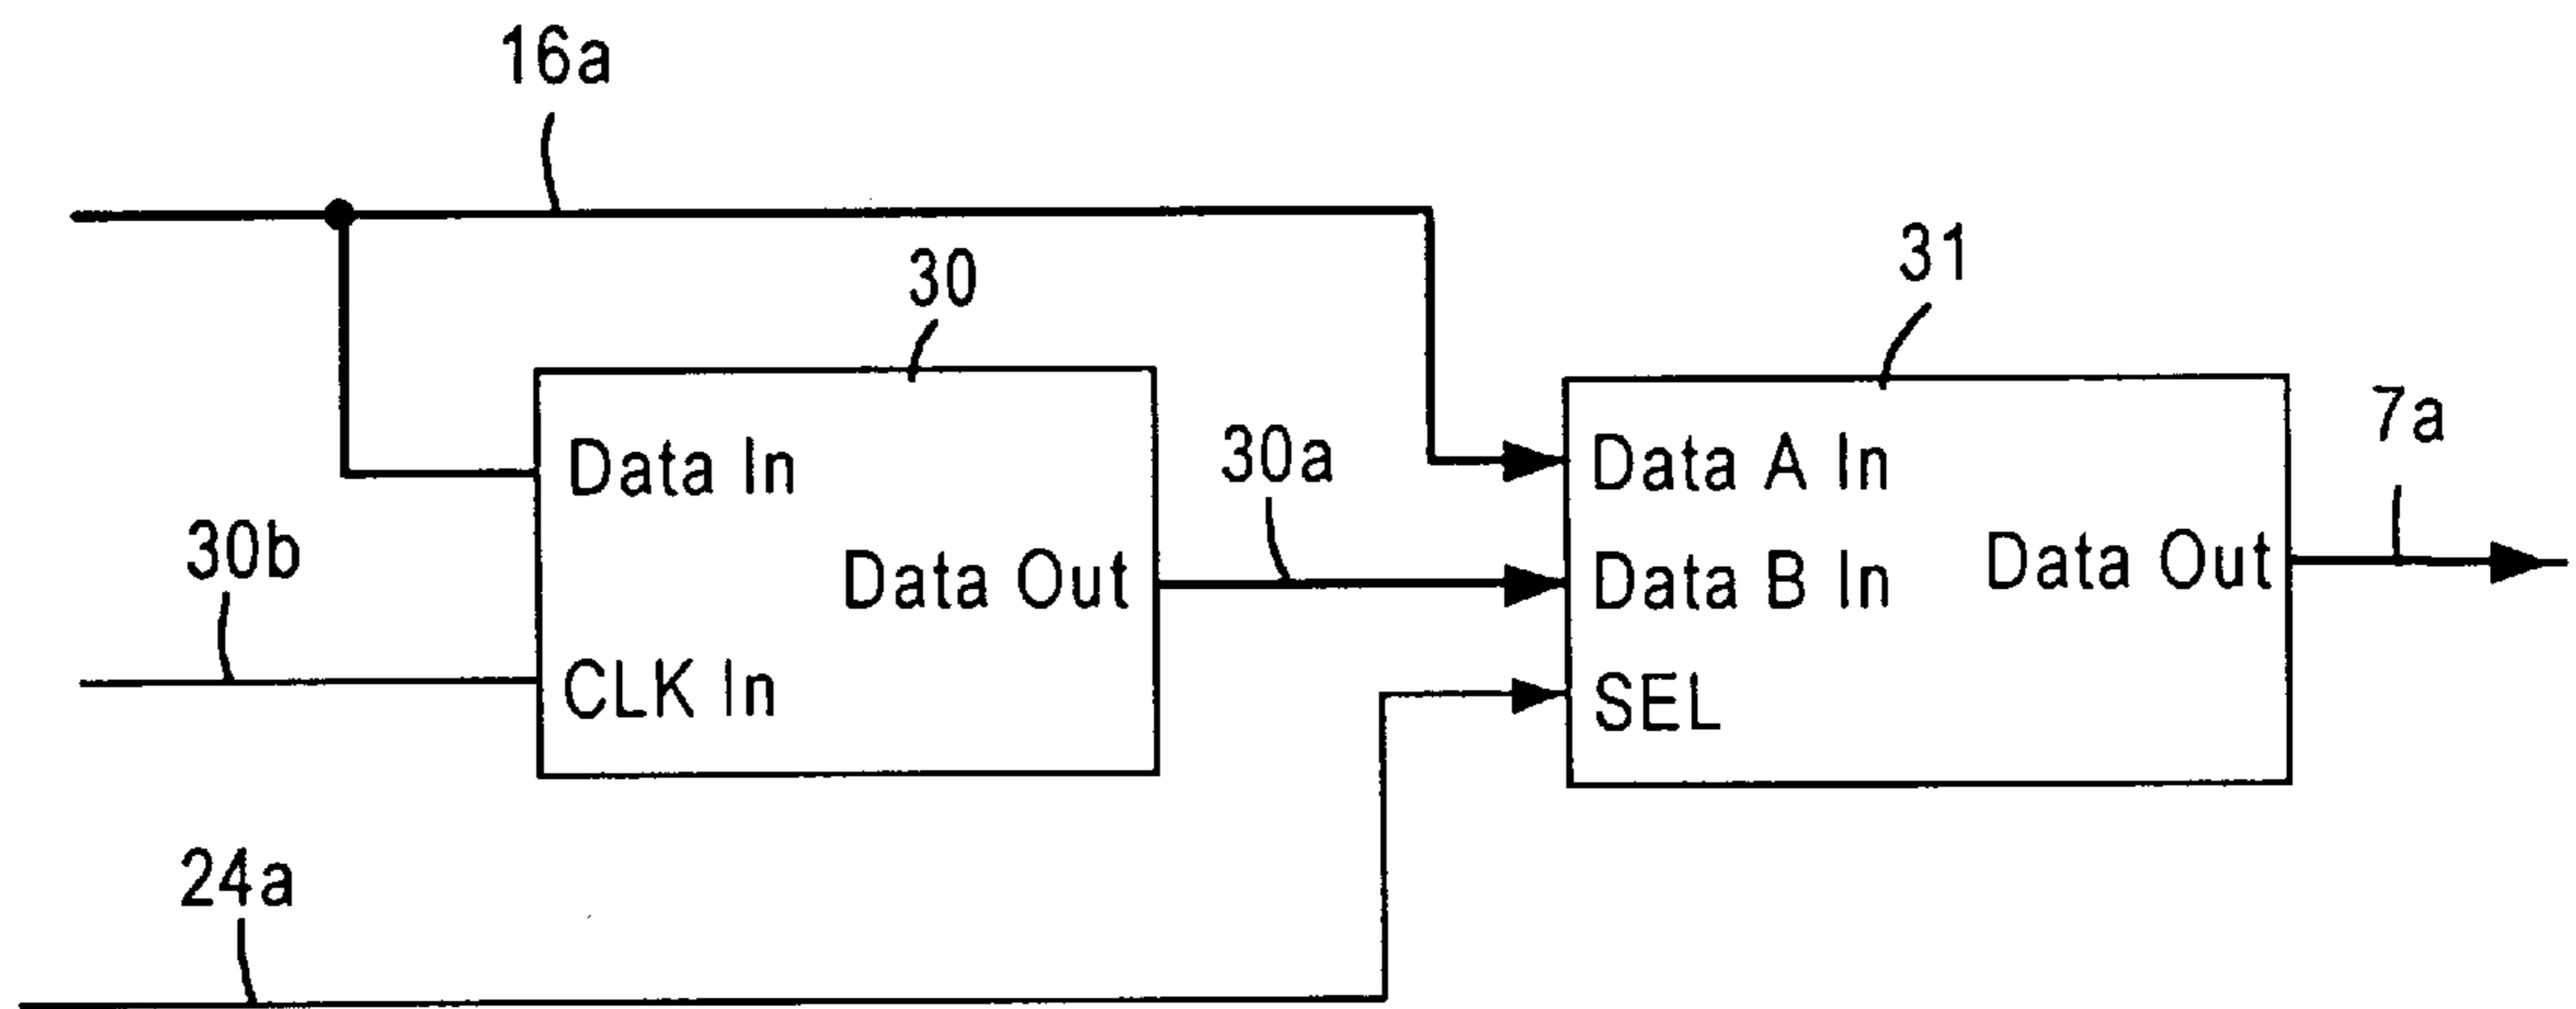 16a
30
31
7a
Data In
30a
Data A In
30b
Data Out
Data B In
Data Out
CLK In
SEL
24a